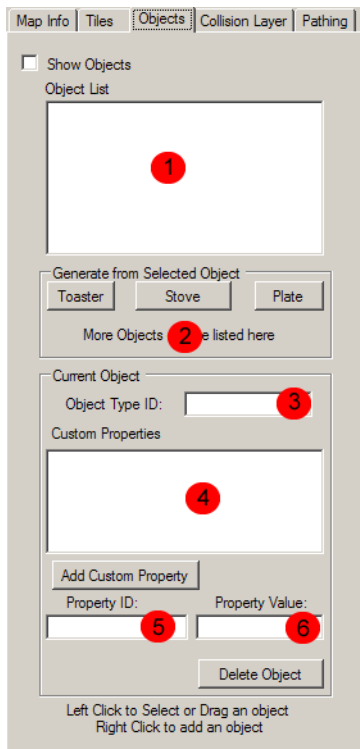 Map Info Tiles Objects Collision Layer Pathing
Show Objects
Object List
1
Generate from Selected Object
Toaster Stove Plate
More Objects 2 e listed here
Current Object
Object Type ID: 3
Custom Properties
4
Add Custom Property
Property ID: Property Value:
5 6
Delete Object
Left Click to Select or Drag an object
Right Click to add an object